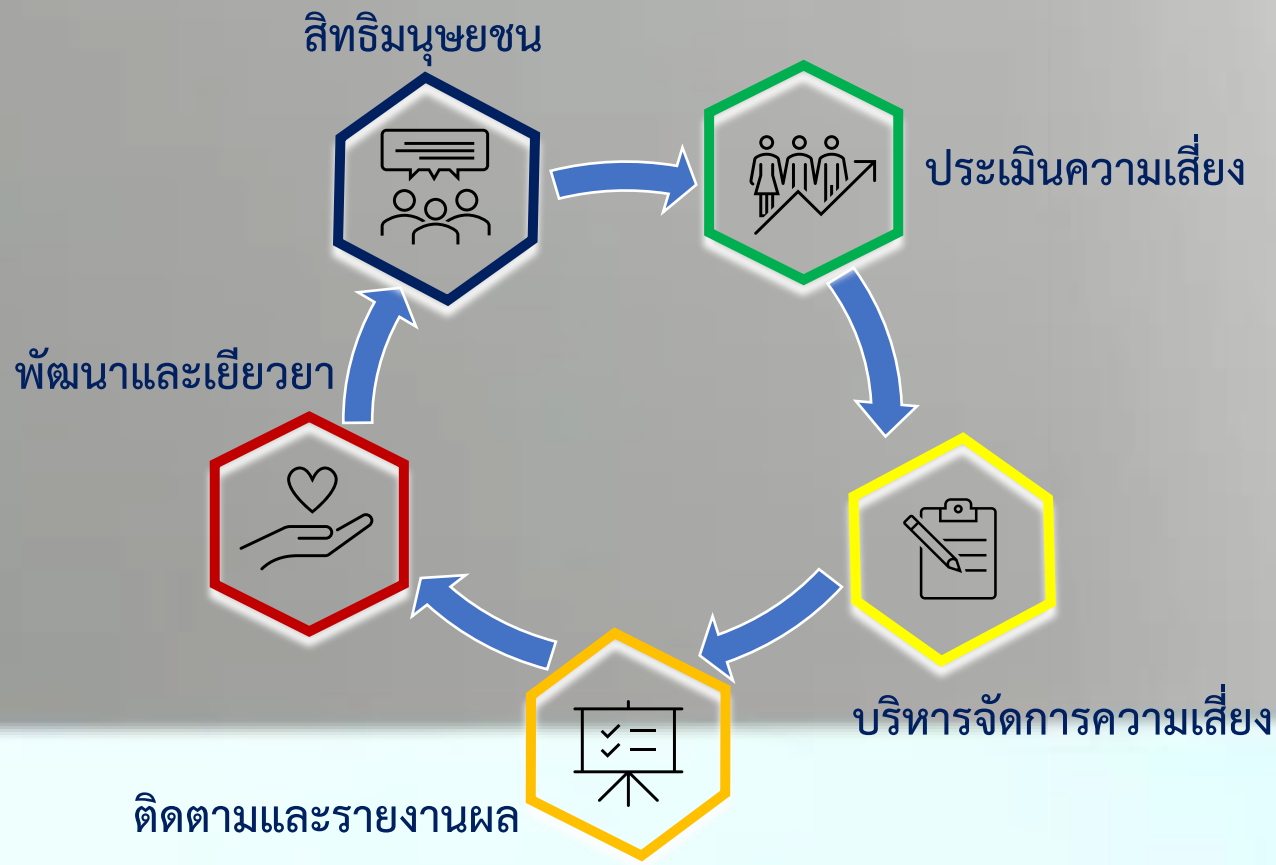 สิทธิมนุษยชน
ประเมินความเสี่ยง
บริหารจัดการความเสี่ยง
ติดตามและรายงานผล
พัฒนาและเยียวยา